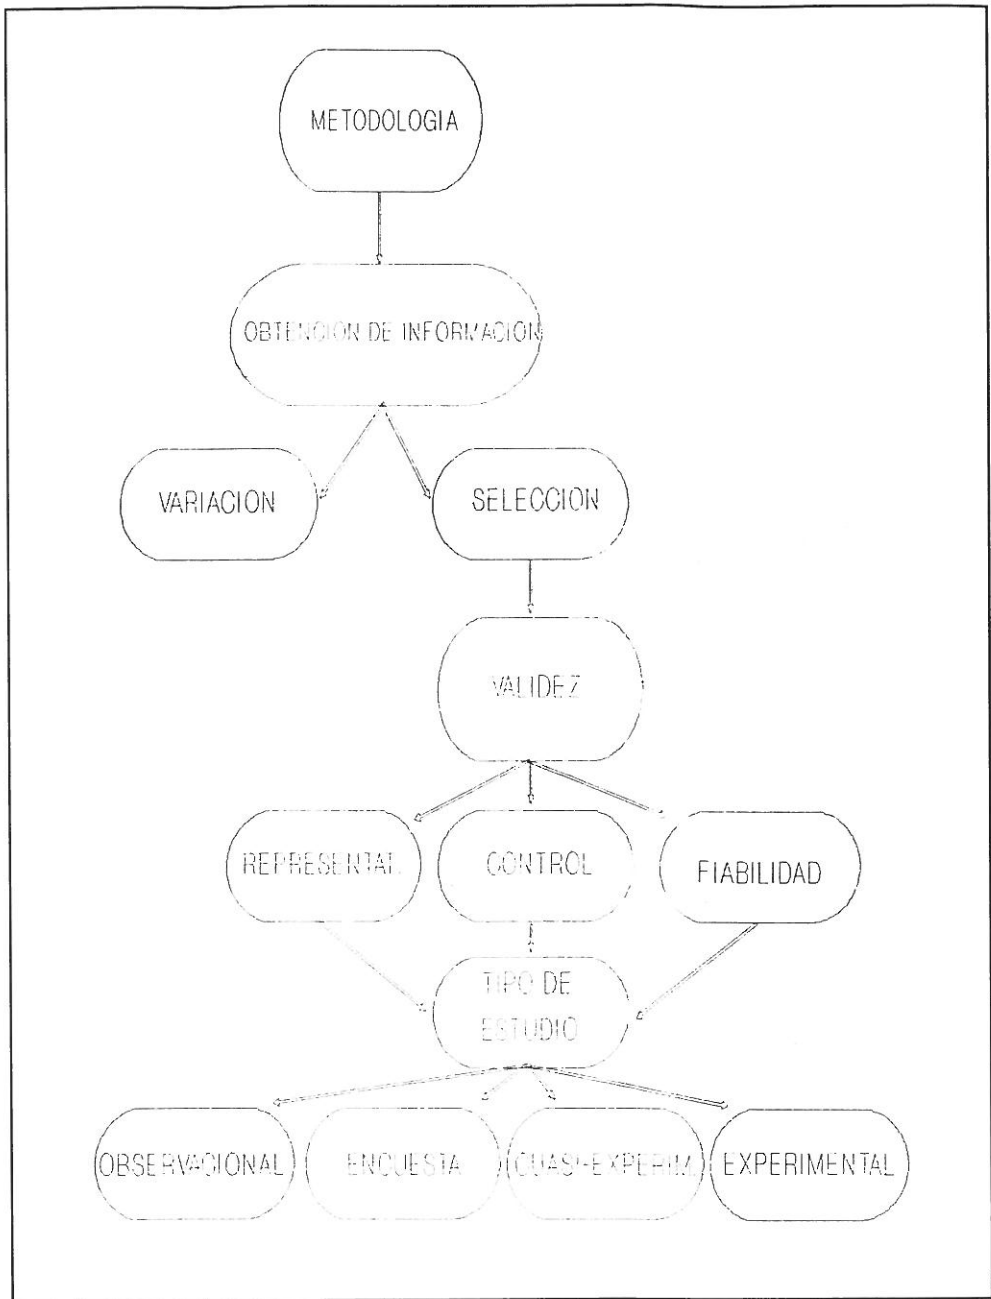 METODOLOGIA
OBTENCION DE INFORMACION
VARIACION
SELECCION
VALIDEZ
REPRESENTAT.
CONTROL
FIABILIDAD
TIPO DE
ESTUDIO
OBSERVACIONAL
ENCUESTA
CUASI-EXPERIM.
EXPERIMENTAL